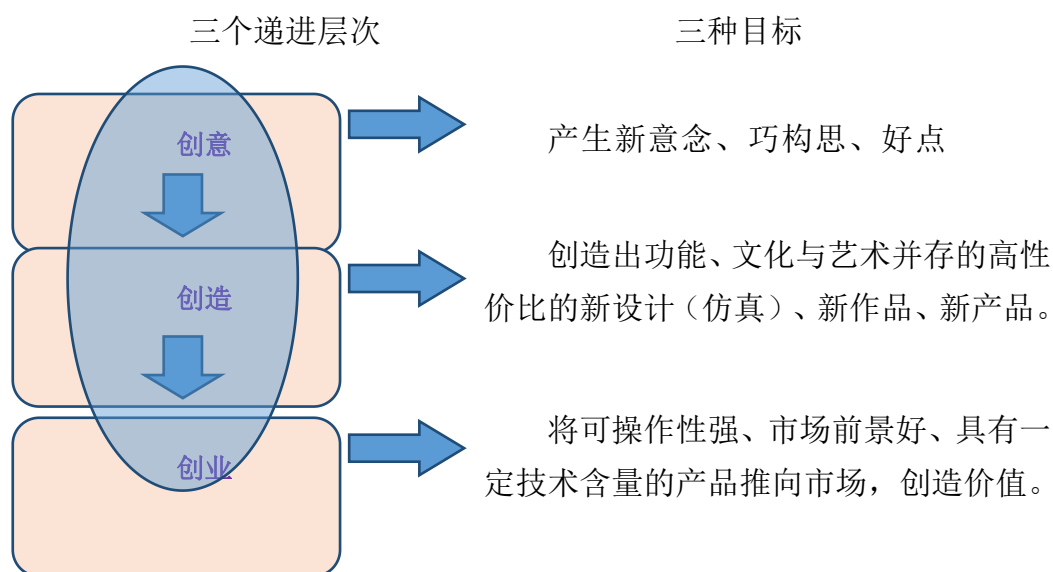 三个递进层次
三种目标
创意
产生新意念、巧构思、好点
创造
创造出功能、文化与艺术并存的高性
价比的新设计（仿真）、新作品、新产品。
创业
将可操作性强、市场前景好、具有一
定技术含量的产品推向市场，创造价值。